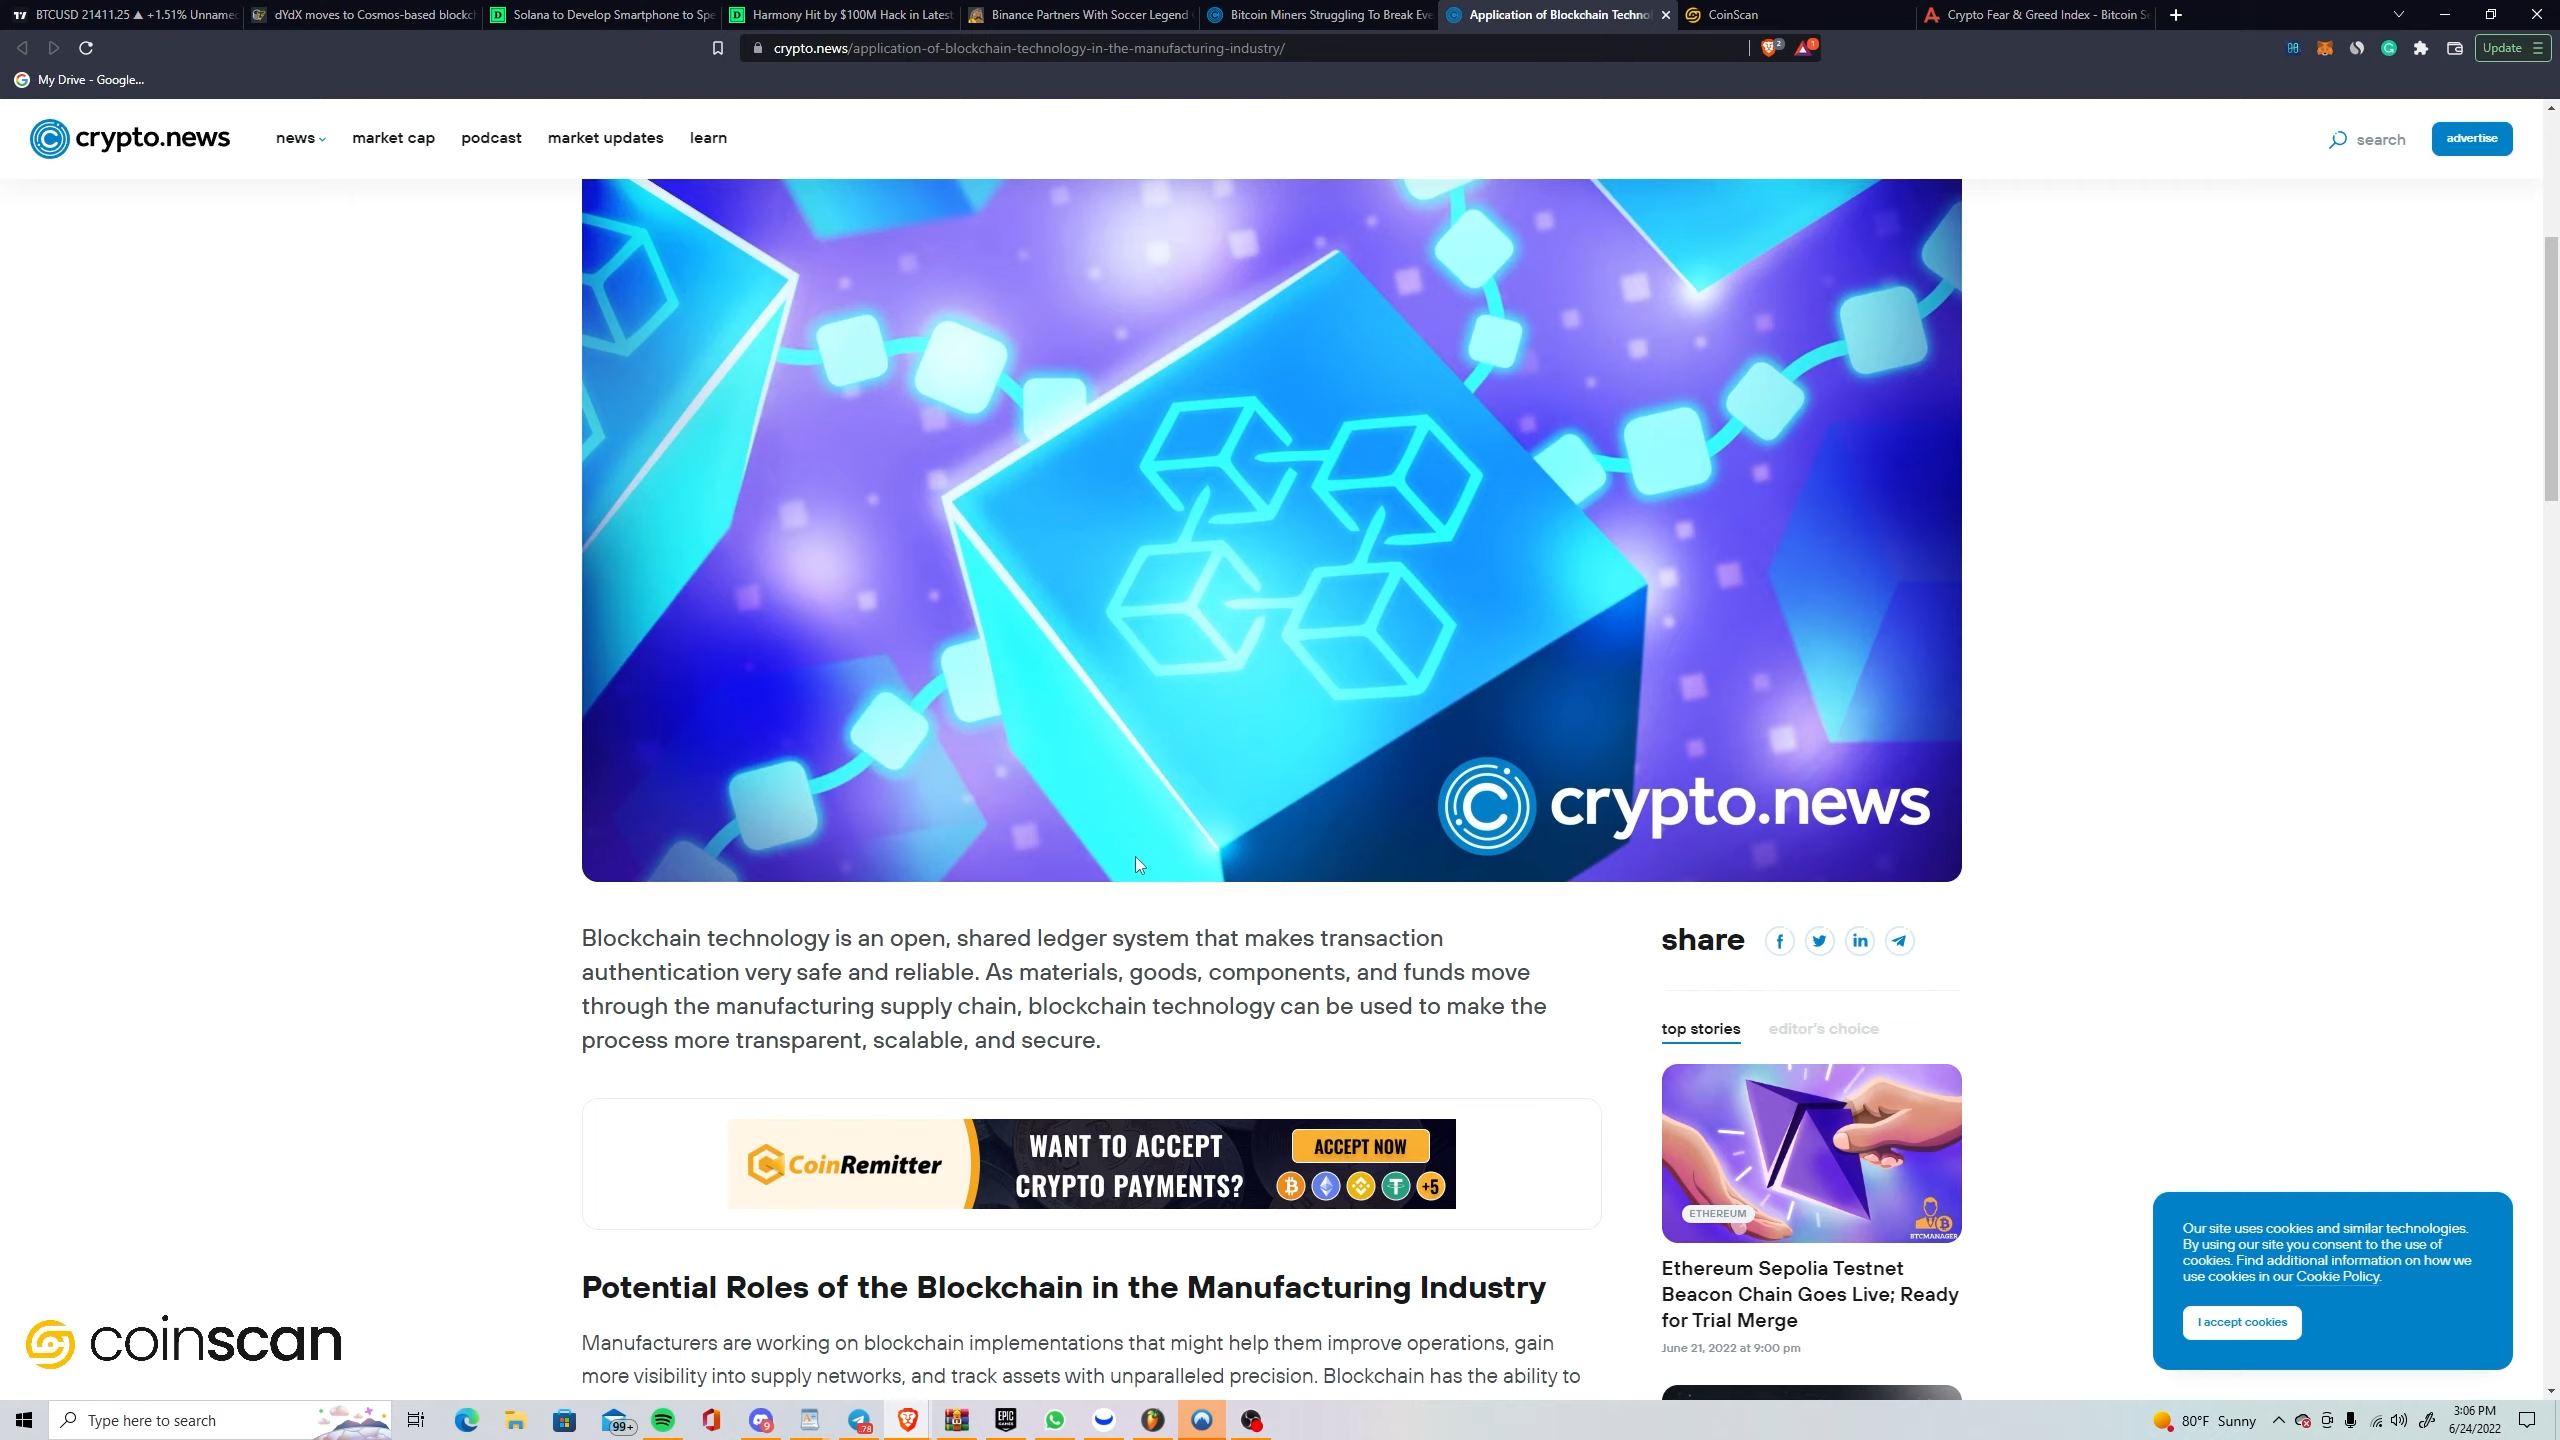 BTCUSD 21411.25 ▲ +1.51% Unnamed
dYdX moves to Cosmos-based blockch
Solana to Develop Smartphone to Spe
Harmony Hit by $100M Hack in Latest
Binance Partners With Soccer Legend
Bitcoin Miners Struggling To Break Eve
Application of Blockchain Technol
CoinScan
Crypto Fear & Greed Index - Bitcoin Se
crypto.news/application-of-blockchain-technology-in-the-manufacturing-industry/
2
1
Update
My Drive - Google...
crypto.news
news
market cap
podcast
market updates
learn
search
advertise
crypto.news
Blockchain technology is an open, shared ledger system that makes transaction
authentication very safe and reliable. As materials, goods, components, and funds move
through the manufacturing supply chain, blockchain technology can be used to make the
process more transparent, scalable, and secure.
share
top stories
editor's choice
CoinRemitter
WANT TO ACCEPT
CRYPTO PAYMENTS?
ACCEPT NOW
+5
ETHEREUM
BTCMANAGER
Ethereum Sepolia Testnet
Beacon Chain Goes Live; Ready
for Trial Merge
June 21, 2022 at 9:00 pm
Potential Roles of the Blockchain in the Manufacturing Industry
Manufacturers are working on blockchain implementations that might help them improve operations, gain
more visibility into supply networks, and track assets with unparalleled precision. Blockchain has the ability to
Our site uses cookies and similar technologies.
By using our site you consent to the use of
cookies. Find additional information on how we
use cookies in our Cookie Policy.
I accept cookies
coinscan
Type here to search
99+
9
78
EPIC
GAMES
80°F Sunny
3:06 PM
6/24/2022